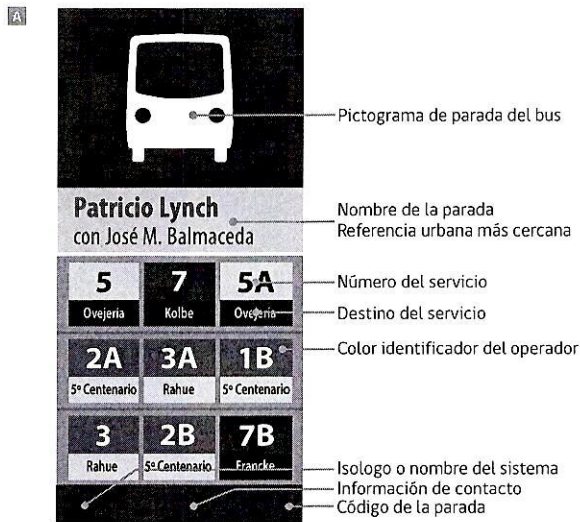 A
Pictograma de parada del bus
Patricio Lynch
con José M. Balmaceda
Nombre de la parada
Referencia urbana más cercana
5 7 5A
Ovejería Kolbe Ovejería
Número del servicio
Destino del servicio
2A 3A 1B
5º Centenario Rahue 5º Centenario
Color identificador del operador
3 2B 7B
Rahue 5º Centenario Francke
Isologo o nombre del sistema
Información de contacto
Código de la parada